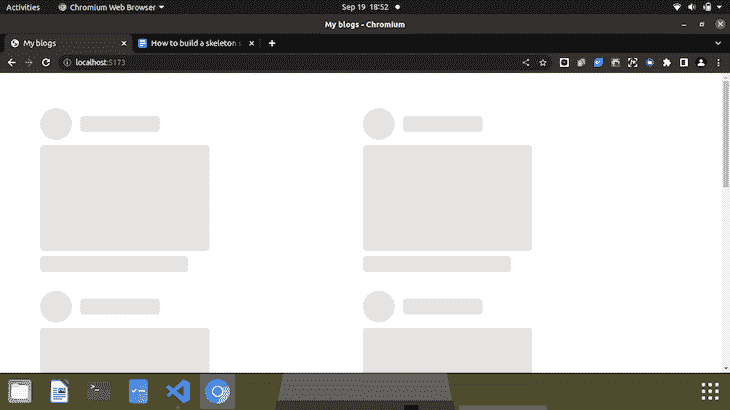 Activities Chromium Web Browser Sep 19 18:52
My blogs - Chromium
My blogs How to build a skeleton s
localhost:5173